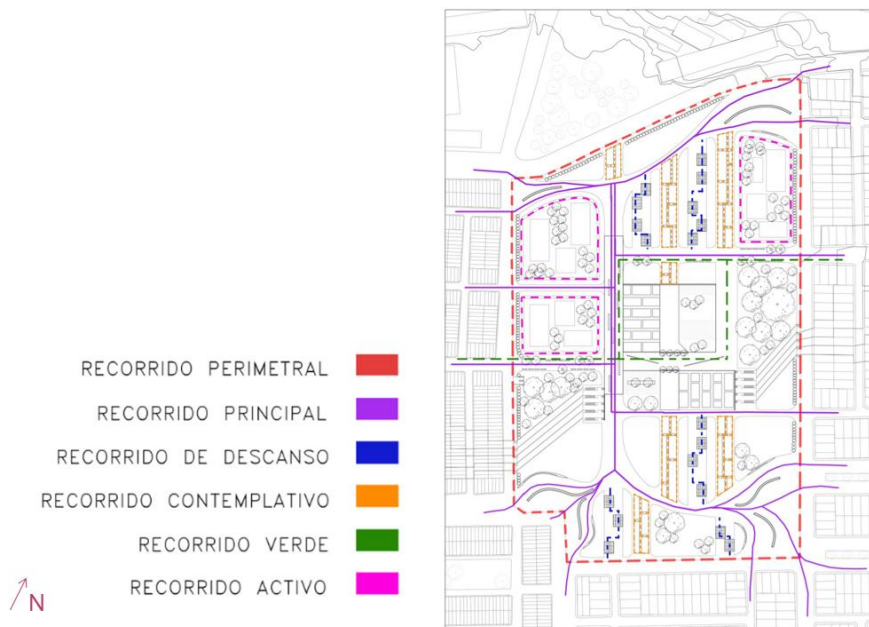 RECORRIDO PERIMETRAL
RECORRIDO PRINCIPAL
RECORRIDO DE DESCANSO
RECORRIDO CONTEMPLATIVO
RECORRIDO VERDE
RECORRIDO ACTIVO
N